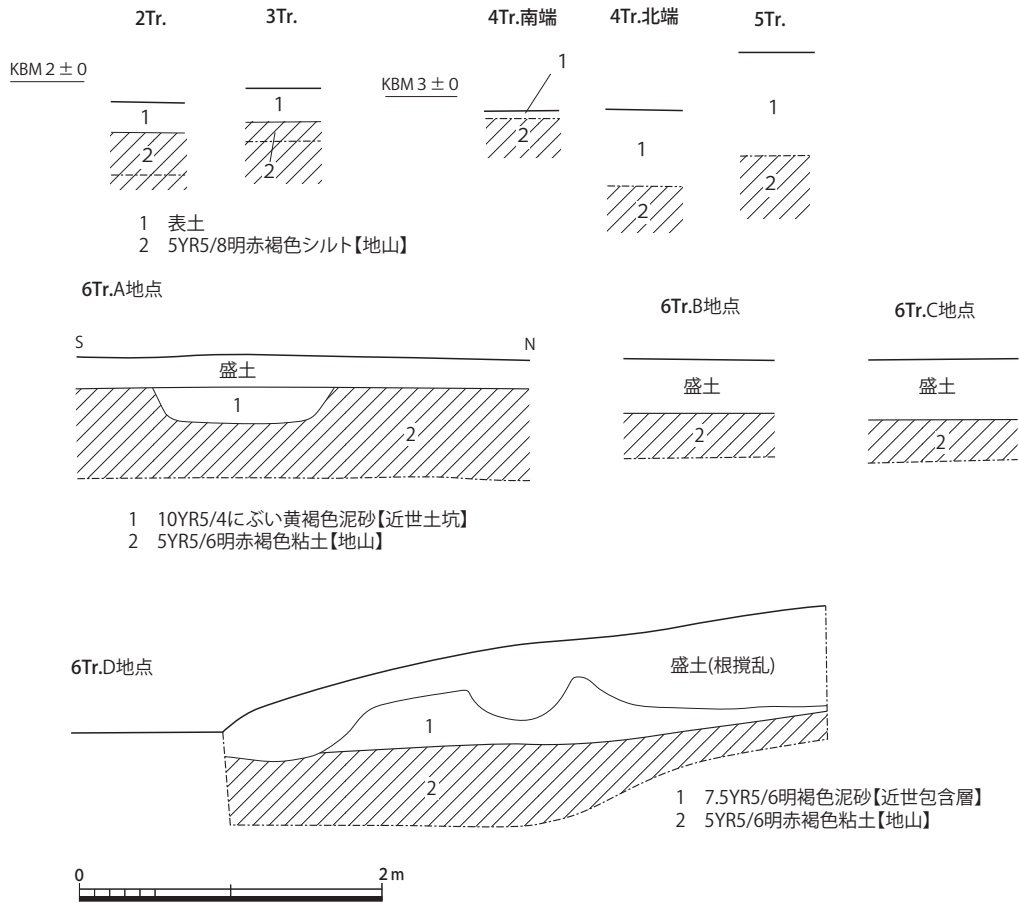 2Tr.
3Tr.
4Tr.南端
4Tr.北端
5Tr.
KBM 2 ± 0
KBM 3 ± 0
1
2
1
2
1
2
1
2
1
2
1 表土
2 5YR5/8明赤褐色シルト【地山】
6Tr.A地点
6Tr.B地点
6Tr.C地点
S
N
盛土
1
2
盛土
2
盛土
2
1 10YR5/4にぶい黄褐色泥砂【近世土坑】
2 5YR5/6明赤褐色粘土【地山】
6Tr.D地点
盛土(根撹乱)
1
2
1 7.5YR5/6明褐色泥砂【近世包含層】
2 5YR5/6明赤褐色粘土【地山】
0
2 m